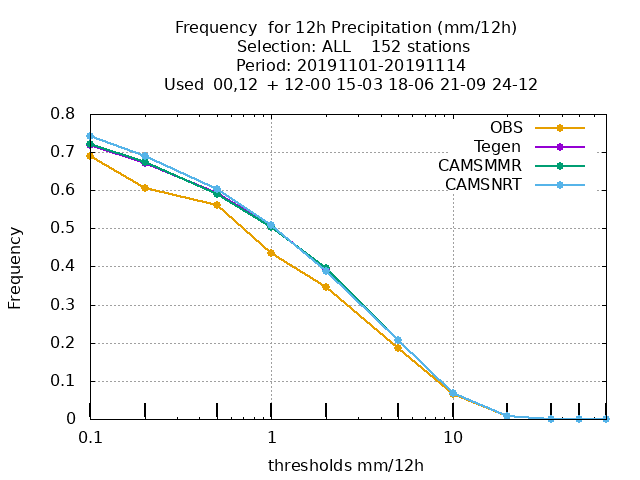 Frequency  for 12h Precipitation (mm/12h)
Selection: ALL    152 stations
Period: 20191101-20191114
Used  00,12  + 12-00 15-03 18-06 21-09 24-12
OBS
Tegen
CAMSMMR
CAMSNRT
0.8
0.7
0.6
0.5
0.4
0.3
0.2
0.1
0
Frequency
0.1 1 10
thresholds mm/12h